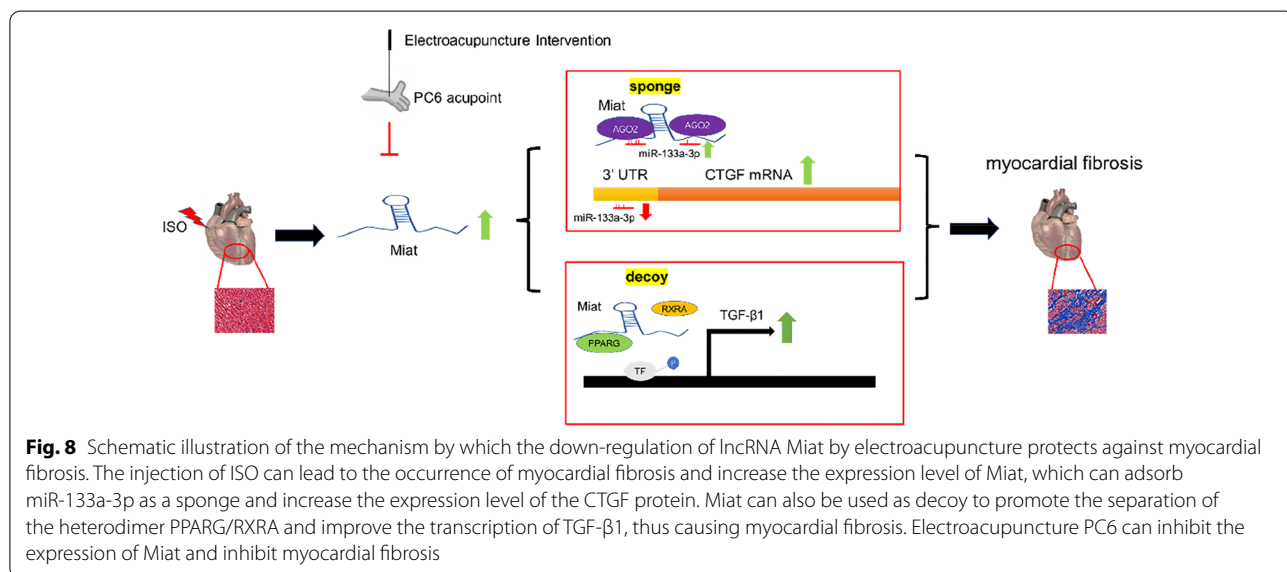 Electroacupuncture Intervention
PC6 acupoint
ISO
Miat
sponge
Miat
AGO2
AGO2
miR-133a-3p
3' UTR
CTGF mRNA
miR-133a-3p
decoy
Miat
RXRA
PPARG
TGF-β1
TF
P
myocardial fibrosis
Fig. 8 Schematic illustration of the mechanism by which the down-regulation of lncRNA Miat by electroacupuncture protects against myocardial
fibrosis. The injection of ISO can lead to the occurrence of myocardial fibrosis and increase the expression level of Miat, which can adsorb
miR-133a-3p as a sponge and increase the expression level of the CTGF protein. Miat can also be used as decoy to promote the separation of
the heterodimer PPARG/RXRA and improve the transcription of TGF-β1, thus causing myocardial fibrosis. Electroacupuncture PC6 can inhibit the
expression of Miat and inhibit myocardial fibrosis